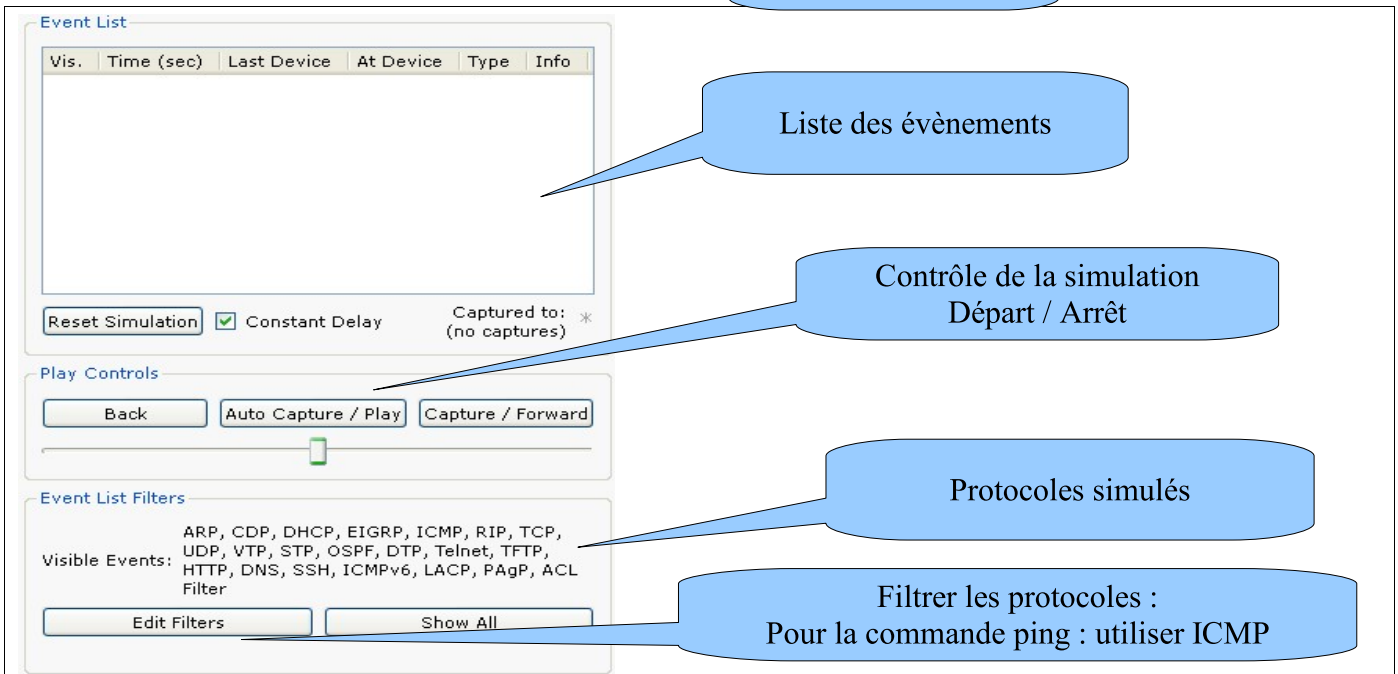 Event List
Vis. Time (sec) Last Device At Device Type Info
Liste des évènements
Contrôle de la simulation
Départ / Arrêt
Reset Simulation Constant Delay Captured to: *
(no captures)
Play Controls
Back Auto Capture / Play Capture / Forward
Event List Filters
Visible Events:
ARP, CDP, DHCP, EIGRP, ICMP, RIP, TCP,
UDP, VTP, STP, OSPF, DTP, Telnet, TFTP,
HTTP, DNS, SSH, ICMPv6, LACP, PAgP, ACL
Filter
Protocoles simulés
Edit Filters Show All
Filtrer les protocoles :
Pour la commande ping : utiliser ICMP